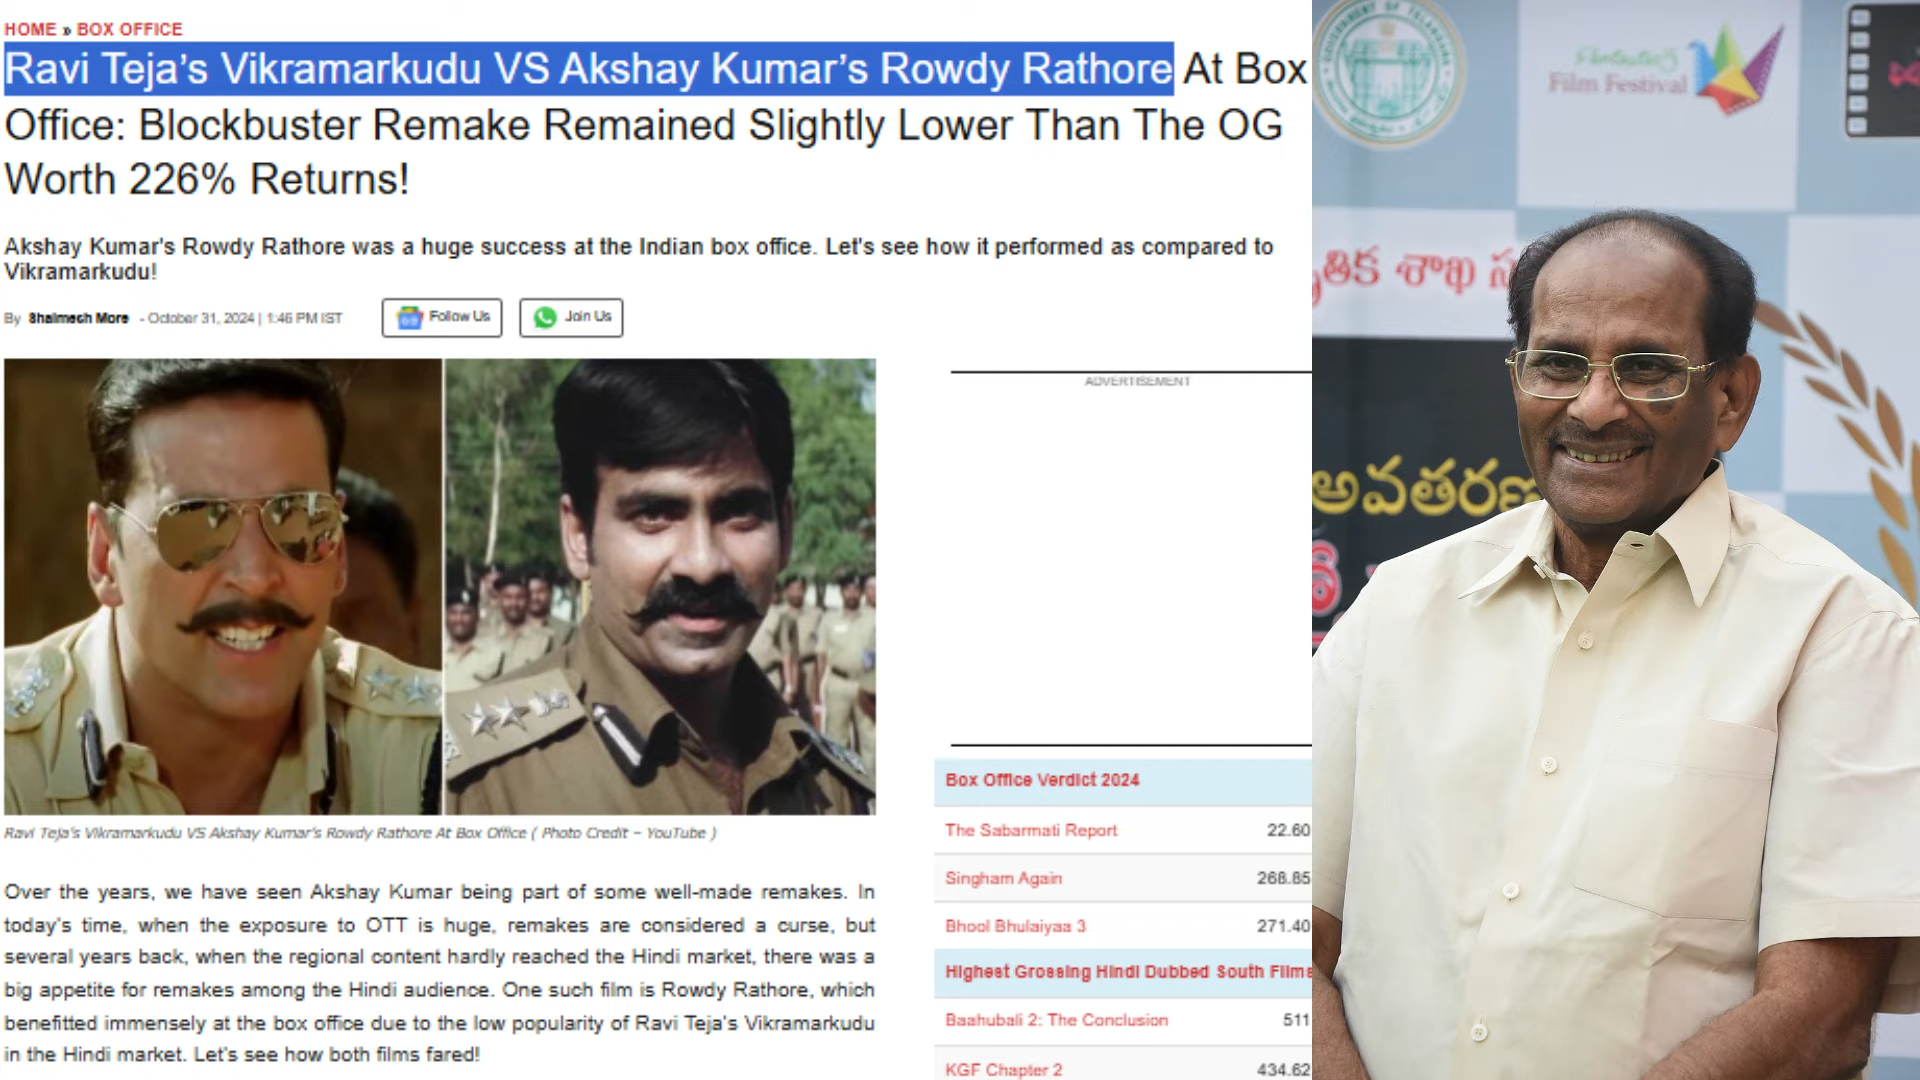 HOME » BOX OFFICE
Ravi Teja's Vikramarkudu VS Akshay Kumar's Rowdy Rathore At Box
Office: Blockbuster Remake Remained Slightly Lower Than The OG
Worth 226% Returns!
Akshay Kumar's Rowdy Rathore was a huge success at the Indian box office. Let's see how it performed as compared to
Vikramarkudu!
By Shalmesh More - October 31, 2024 | 1:46 PM IST
Follow Us
Join Us
Ravi Teja's Vikramarkudu VS Akshay Kumar's Rowdy Rathore At Box Office ( Photo Credit – YouTube )
Over the years, we have seen Akshay Kumar being part of some well-made remakes. In
today's time, when the exposure to OTT is huge, remakes are considered a curse, but
several years back, when the regional content hardly reached the Hindi market, there was a
big appetite for remakes among the Hindi audience. One such film is Rowdy Rathore, which
benefitted immensely at the box office due to the low popularity of Ravi Teja's Vikramarkudu
in the Hindi market. Let's see how both films fared!
ADVERTISEMENT
Box Office Verdict 2024
The Sabarmati Report 22.60
Singham Again 268.85
Bhool Bhulaiyaa 3 271.40
Highest Grossing Hindi Dubbed South Films
Baahubali 2: The Conclusion 511
KGF Chapter 2 434.62
Film Festival
తిక శాఖ
అవతరణ